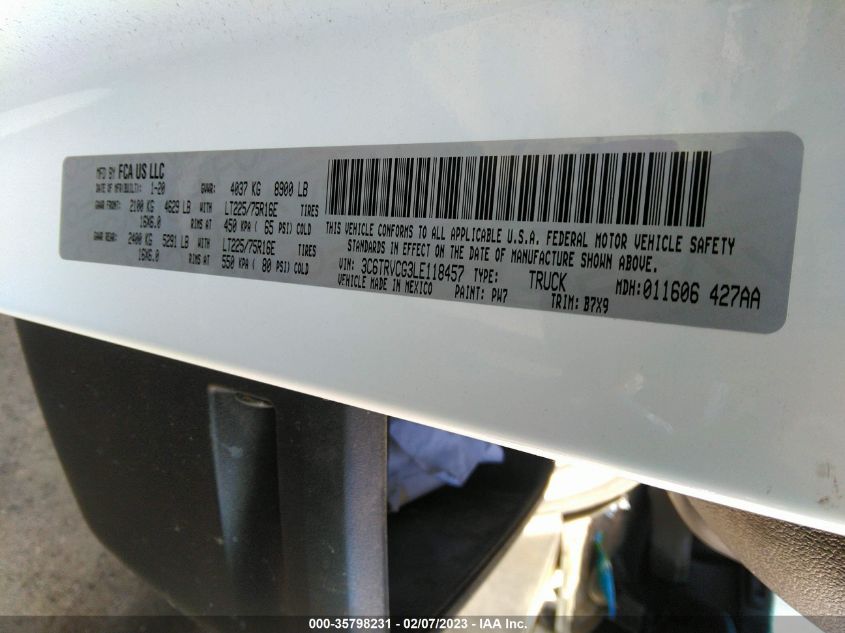 MFD BY FCA US LLC
DATE OF MFR(BUILT): 1-20 GVWR: 4037 KG 8900 LB
GAWR FRONT: 2100 KG 4629 LB WITH LT225/75R16E TIRES
16X6.0 RIMS AT 450 KPA ( 65 PSI) COLD
GAWR REAR: 2400 KG 5291 LB WITH LT225/75R16E TIRES
16X6.0 RIMS AT 550 KPA ( 80 PSI) COLD
THIS VEHICLE CONFORMS TO ALL APPLICABLE U.S.A. FEDERAL MOTOR VEHICLE SAFETY
STANDARDS IN EFFECT ON THE DATE OF MANUFACTURE SHOWN ABOVE.
VIN: 3C6TRVCG3LE118457 TYPE: TRUCK MDH:011606 427AA
VEHICLE MADE IN MEXICO PAINT: PW7 TRIM: B7X9
000-35798231 - 02/07/2023 - IAA Inc.